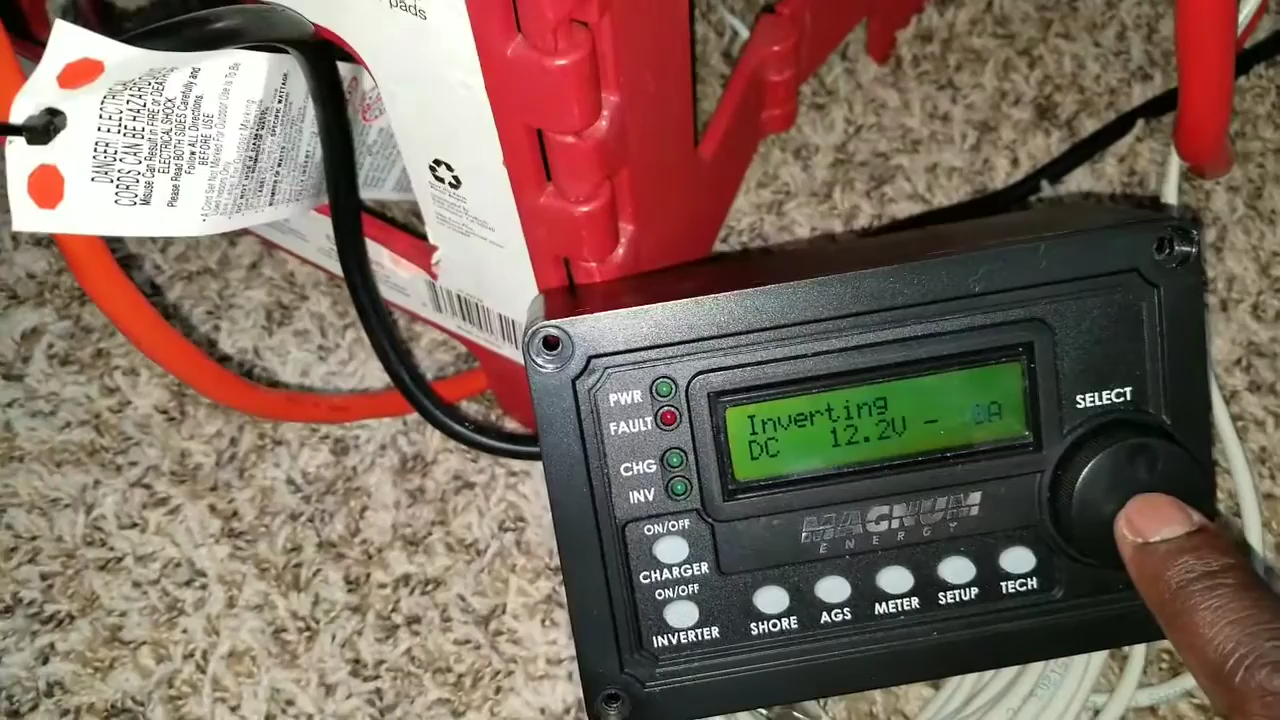 pads
DANGER! ELECTRICAL
CORDS CAN BE HAZARDOUS
Misuse Can Result in FIRE or DEATH by
ELECTRICAL SHOCK.
Please Read BOTH SIDES Carefully and
Follow ALL Directions.
BEFORE USE
PWR
FAULT
CHG
INV
Inverting
DC 12.2V -
A
SELECT
MAGNUM
ENERGY
ON/OFF
CHARGER
ON/OFF
INVERTER
SHORE
AGS
METER
SETUP
TECH